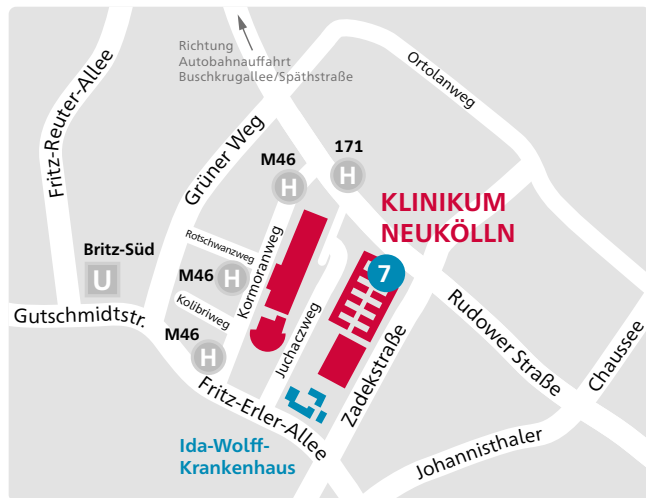 Richtung
Autobahnauffahrt
Buschkrugallee/Späthstraße
Fritz-Reuter-Allee
Ortolanweg
Grüner Weg
171
M46
H
H
KLINIKUM
NEUKÖLLN
Rotschwanzweg
Britz-Süd
U
M46
H
Kormoranweg
7
Kolibriweg
Gutschmidtstr.
M46
H
Juchaczweg
Rudower Straße
Zadekstraße
Chaussee
Fritz-Erler-Allee
Johannisthaler
Ida-Wolff-
Krankenhaus